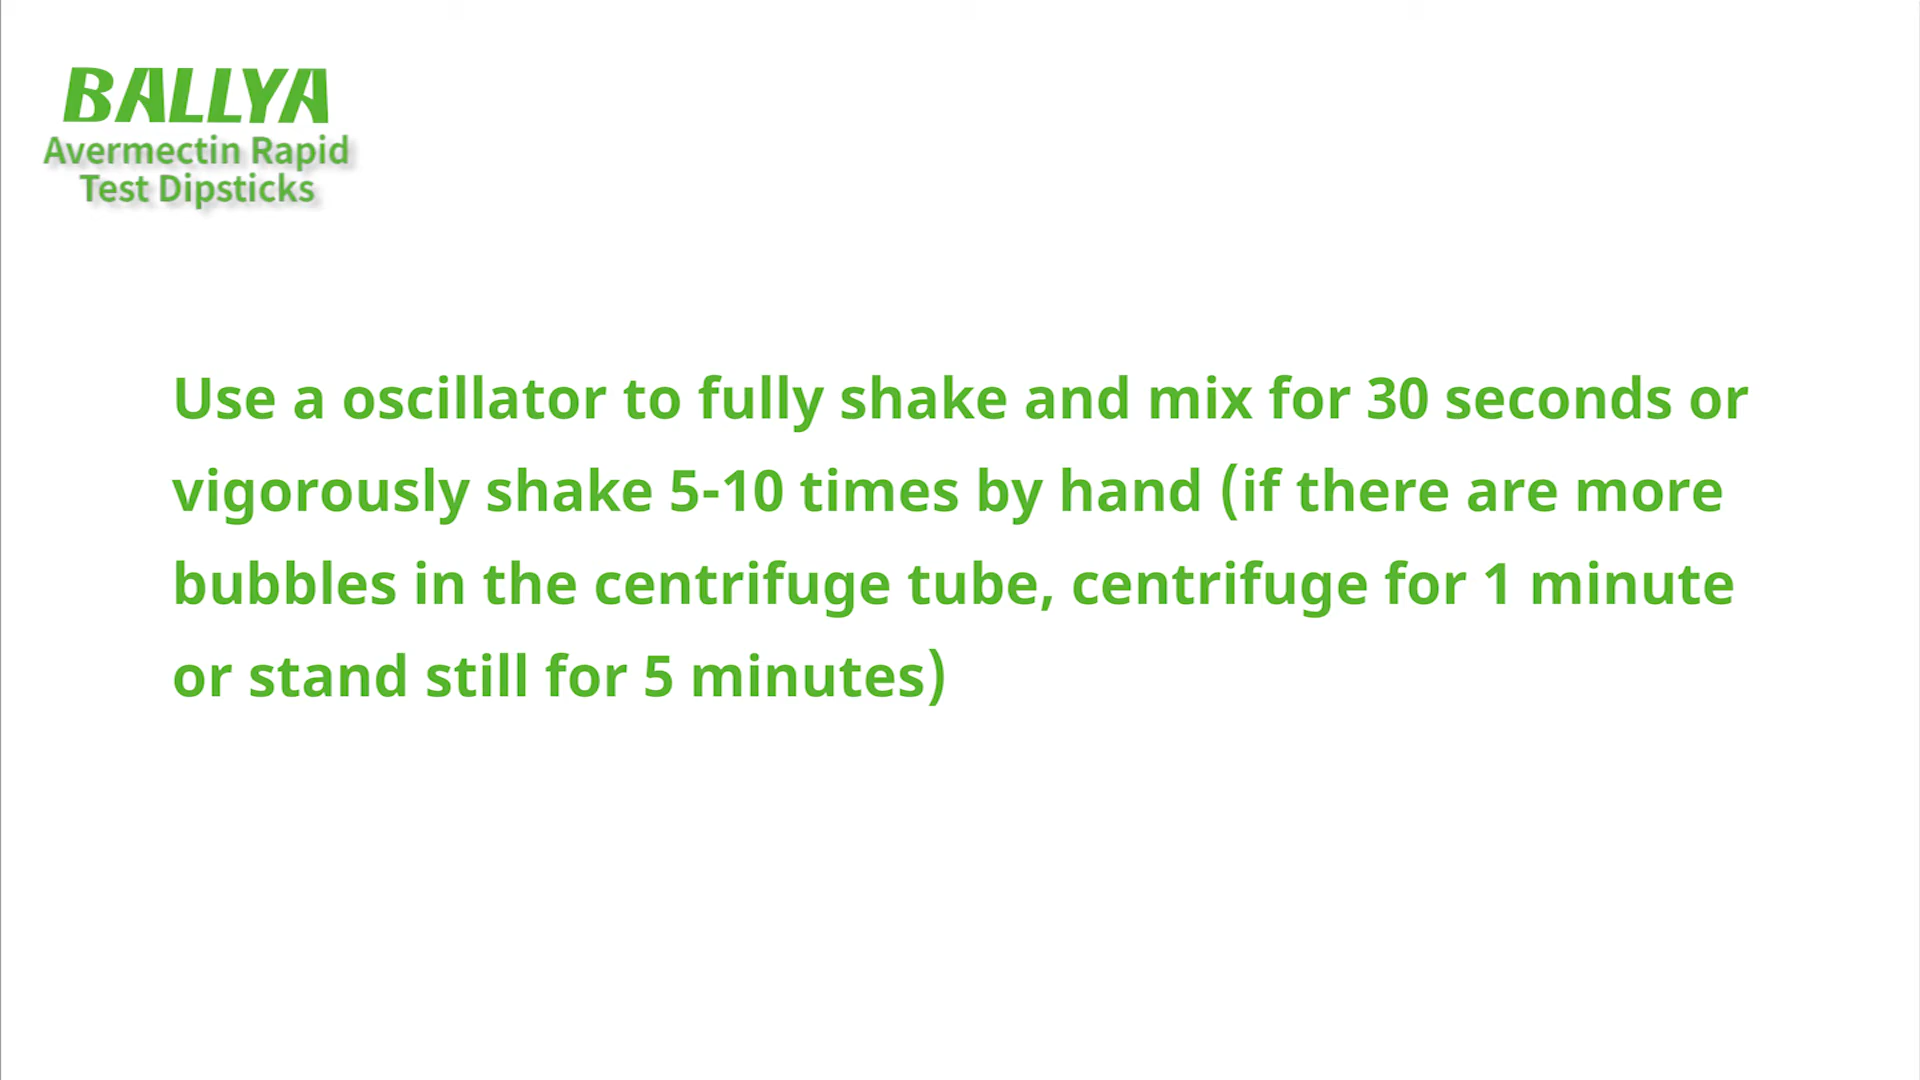 BALLYA
Avermectin Rapid
Test Dipsticks
Use a oscillator to fully shake and mix for 30 seconds or
vigorously shake 5-10 times by hand (if there are more
bubbles in the centrifuge tube, centrifuge for 1 minute
or stand still for 5 minutes)